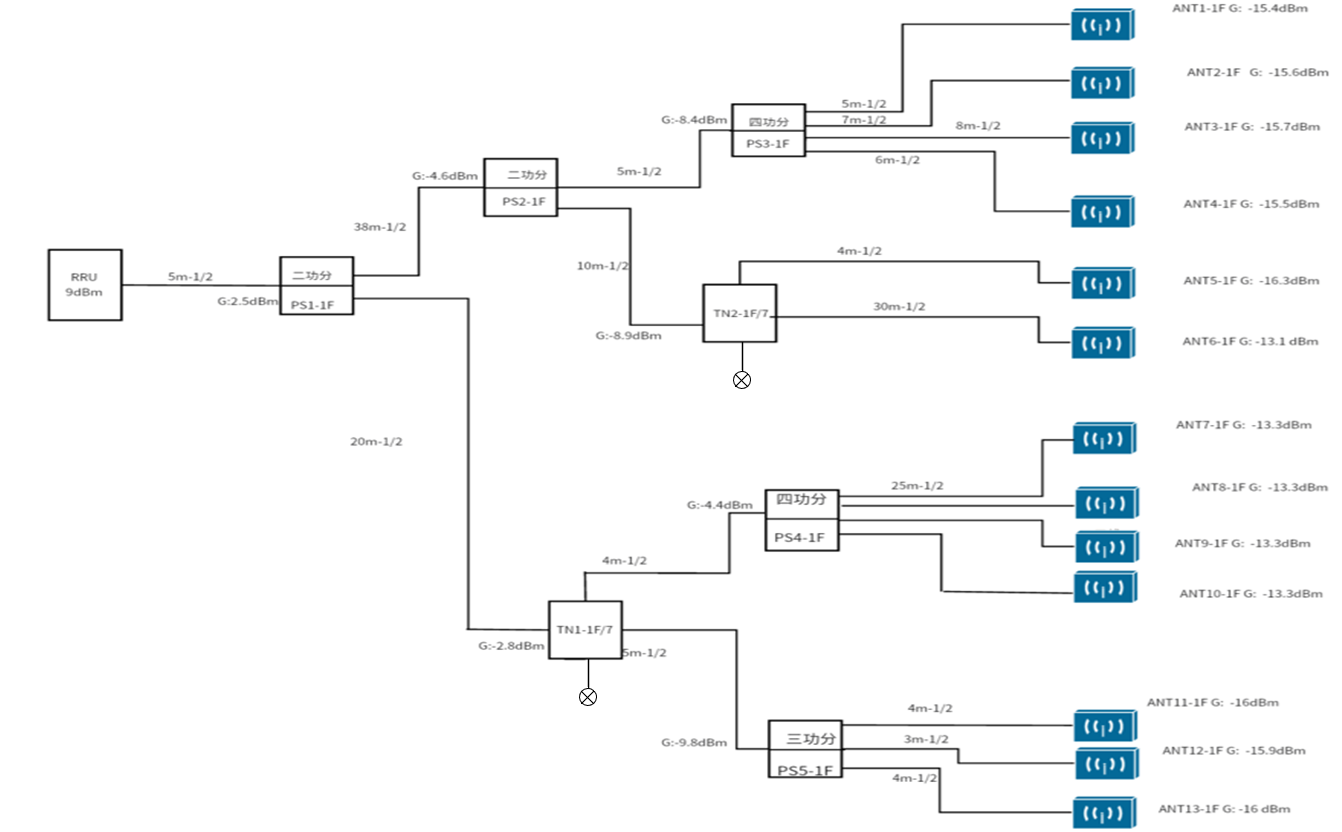 ANT1-1F G: -15.4dBm
ANT2-1F G: -15.6dBm
5m-1/2
G:-8.4dBm
四功分
7m-1/2
8m-1/2
ANT3-1F G: -15.7dBm
PS3-1F
6m-1/2
G:-4.6dBm
二功分
5m-1/2
PS2-1F
ANT4-1F G: -15.5dBm
38m-1/2
4m-1/2
10m-1/2
RRU
9dBm
5m-1/2
二功分
G:2.5dBm
PS1-1F
ANT5-1F G: -16.3dBm
30m-1/2
TN2-1F/7
G:-8.9dBm
ANT6-1F G: -13.1 dBm
20m-1/2
ANT7-1F G: -13.3dBm
25m-1/2
ANT8-1F G: -13.3dBm
四功分
G:-4.4dBm
PS4-1F
ANT9-1F G: -13.3dBm
4m-1/2
ANT10-1F G: -13.3dBm
TN1-1F/7
G:-2.8dBm
5m-1/2
ANT11-1F G: -16dBm
4m-1/2
G:-9.8dBm
三功分
3m-1/2
ANT12-1F G: -15.9dBm
PS5-1F
4m-1/2
ANT13-1F G: -16 dBm